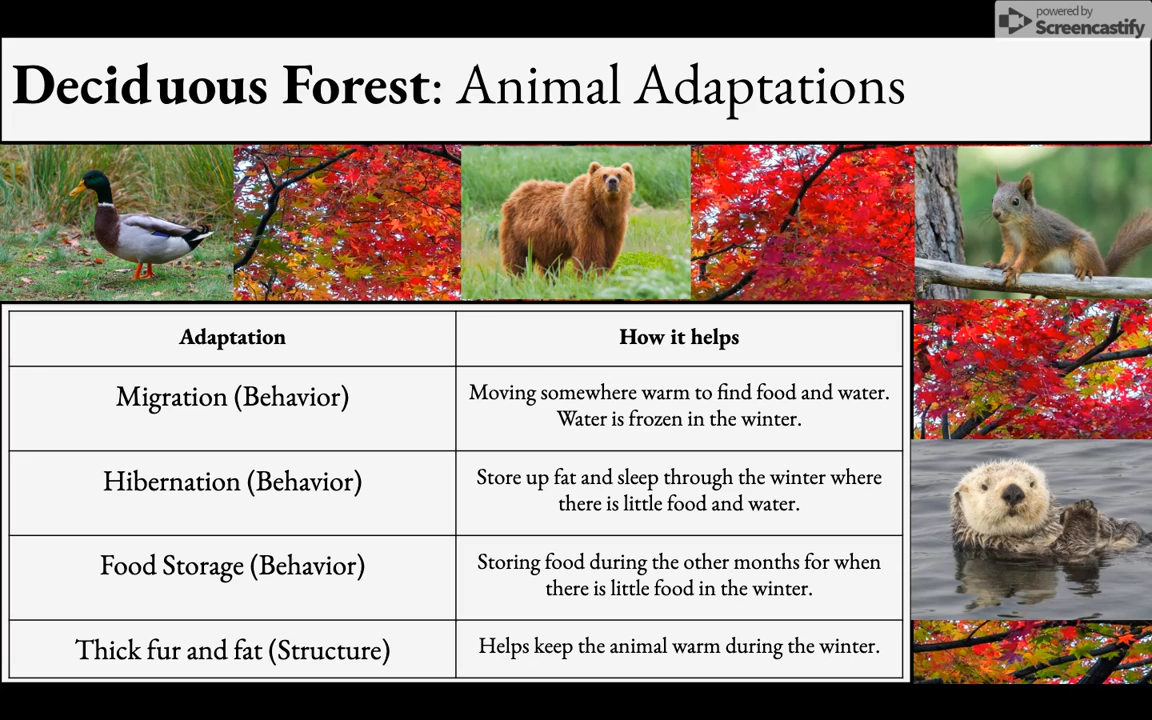 powered by
Screencastify
Deciduous Forest: Animal Adaptations
Adaptation
How it helps
Migration (Behavior)
Moving somewhere warm to find food and water.
Water is frozen in the winter.
Hibernation (Behavior)
Store up fat and sleep through the winter where
there is little food and water.
Food Storage (Behavior)
Storing food during the other months for when
there is little food in the winter.
Thick fur and fat (Structure)
Helps keep the animal warm during the winter.